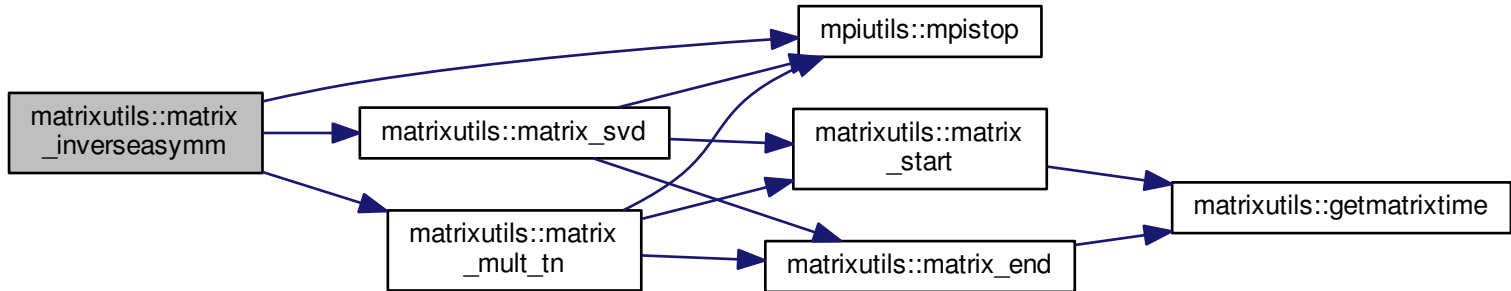 matrixutils::matrix
_inverseasymm
matrixutils::matrix_svd
matrixutils::matrix
_mult_tn
mpiutils::mpistop
matrixutils::matrix
_start
matrixutils::matrix_end
matrixutils::getmatrixtime